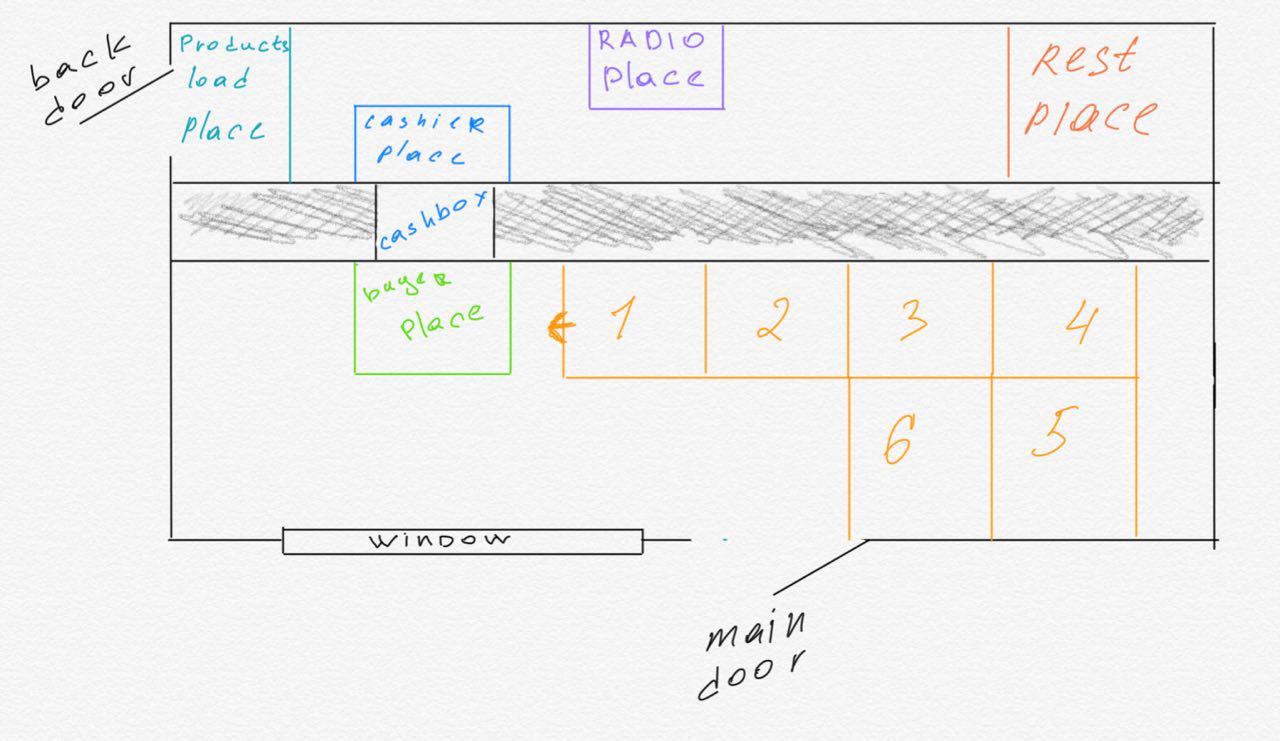 back
door
Products
load
place
RADIO
place
Rest
place
cashier
place
cashbox
buyer
place
1
2
3
4
6
5
window
main
door